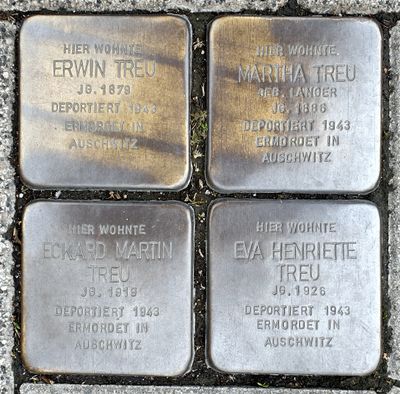 HIER WOHNTE
ERWIN TREU
JG. 1879
DEPORTIERT 1943
ERMORDET IN
AUSCHWITZ
HIER WOHNTE
MARTHA TREU
GEB. LANGER
JG. 1886
DEPORTIERT 1943
ERMORDET IN
AUSCHWITZ
HIER WOHNTE
ECKARD MARTIN
TREU
JG. 1919
DEPORTIERT 1943
ERMORDET IN
AUSCHWITZ
HIER WOHNTE
EVA HENRIETTE
TREU
JG. 1926
DEPORTIERT 1943
ERMORDET IN
AUSCHWITZ